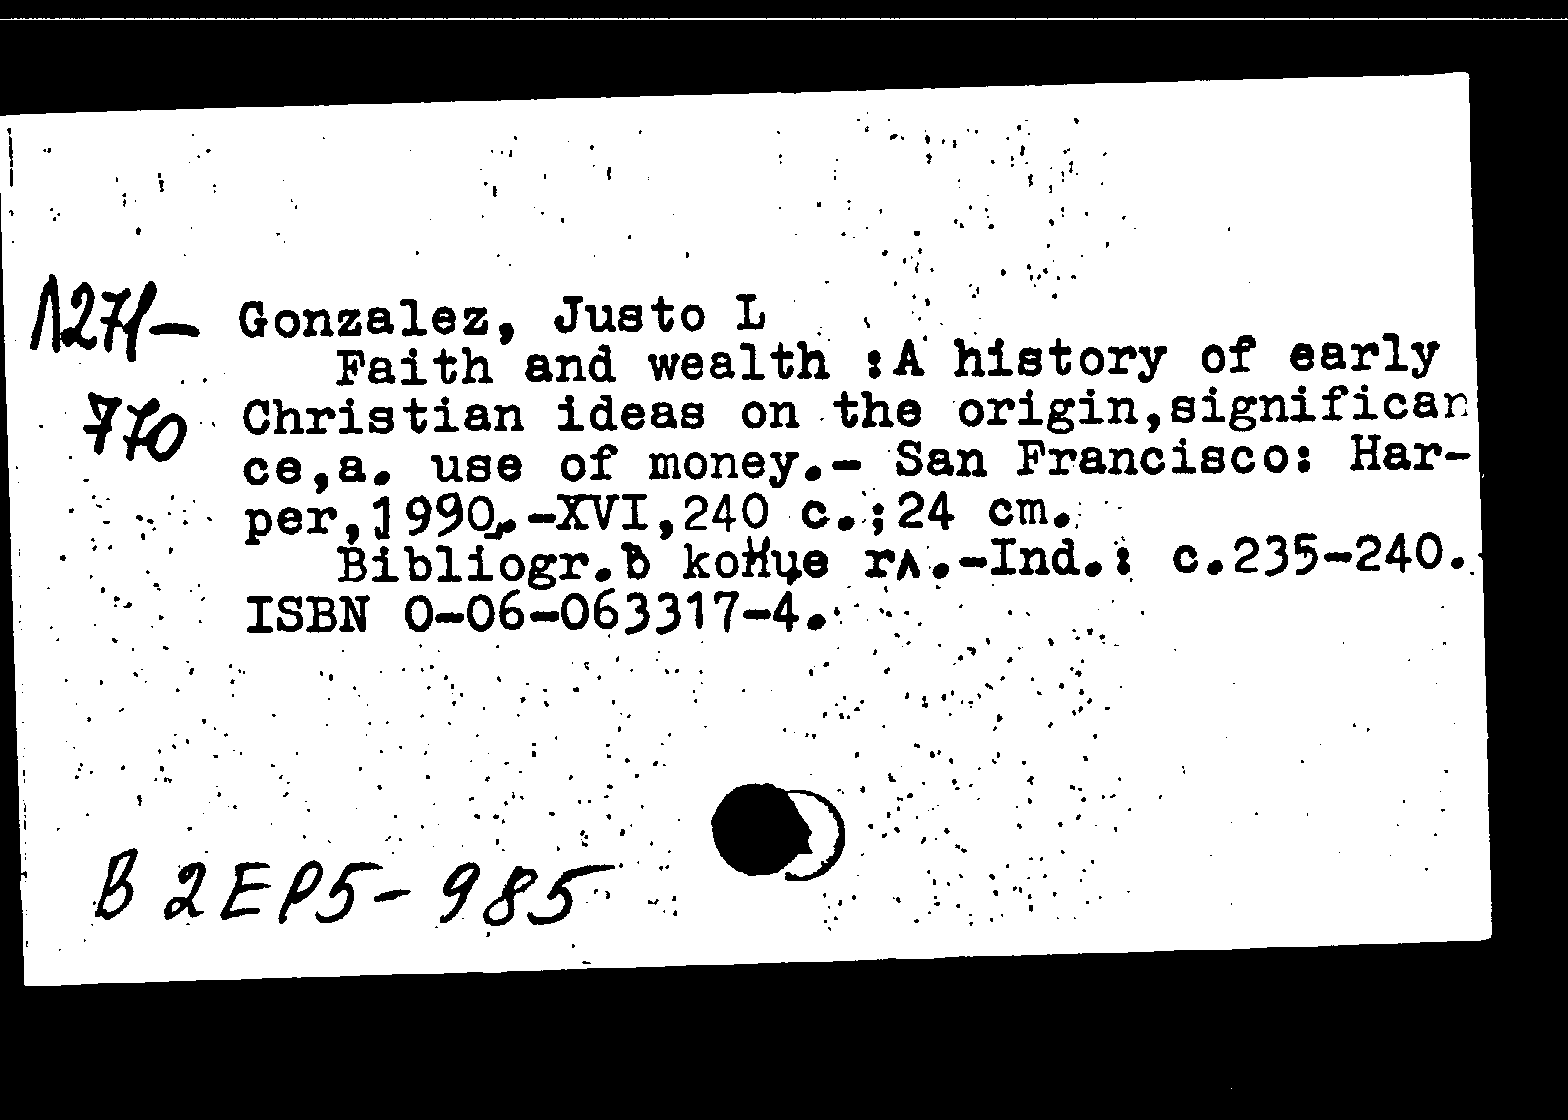 Л271-
770
Gonzalez, Justo L
Faith and wealth :A history of early
Christian ideas on the origin,significan
ce,a. use of money.- San Francisco: Har-
per,1990.-XVI,240 c.;24 cm.
Bibliogr.в конце гл.-Ind.: c.235-240.
ISBN 0-06-063317-4.
В 2ЕР5-985